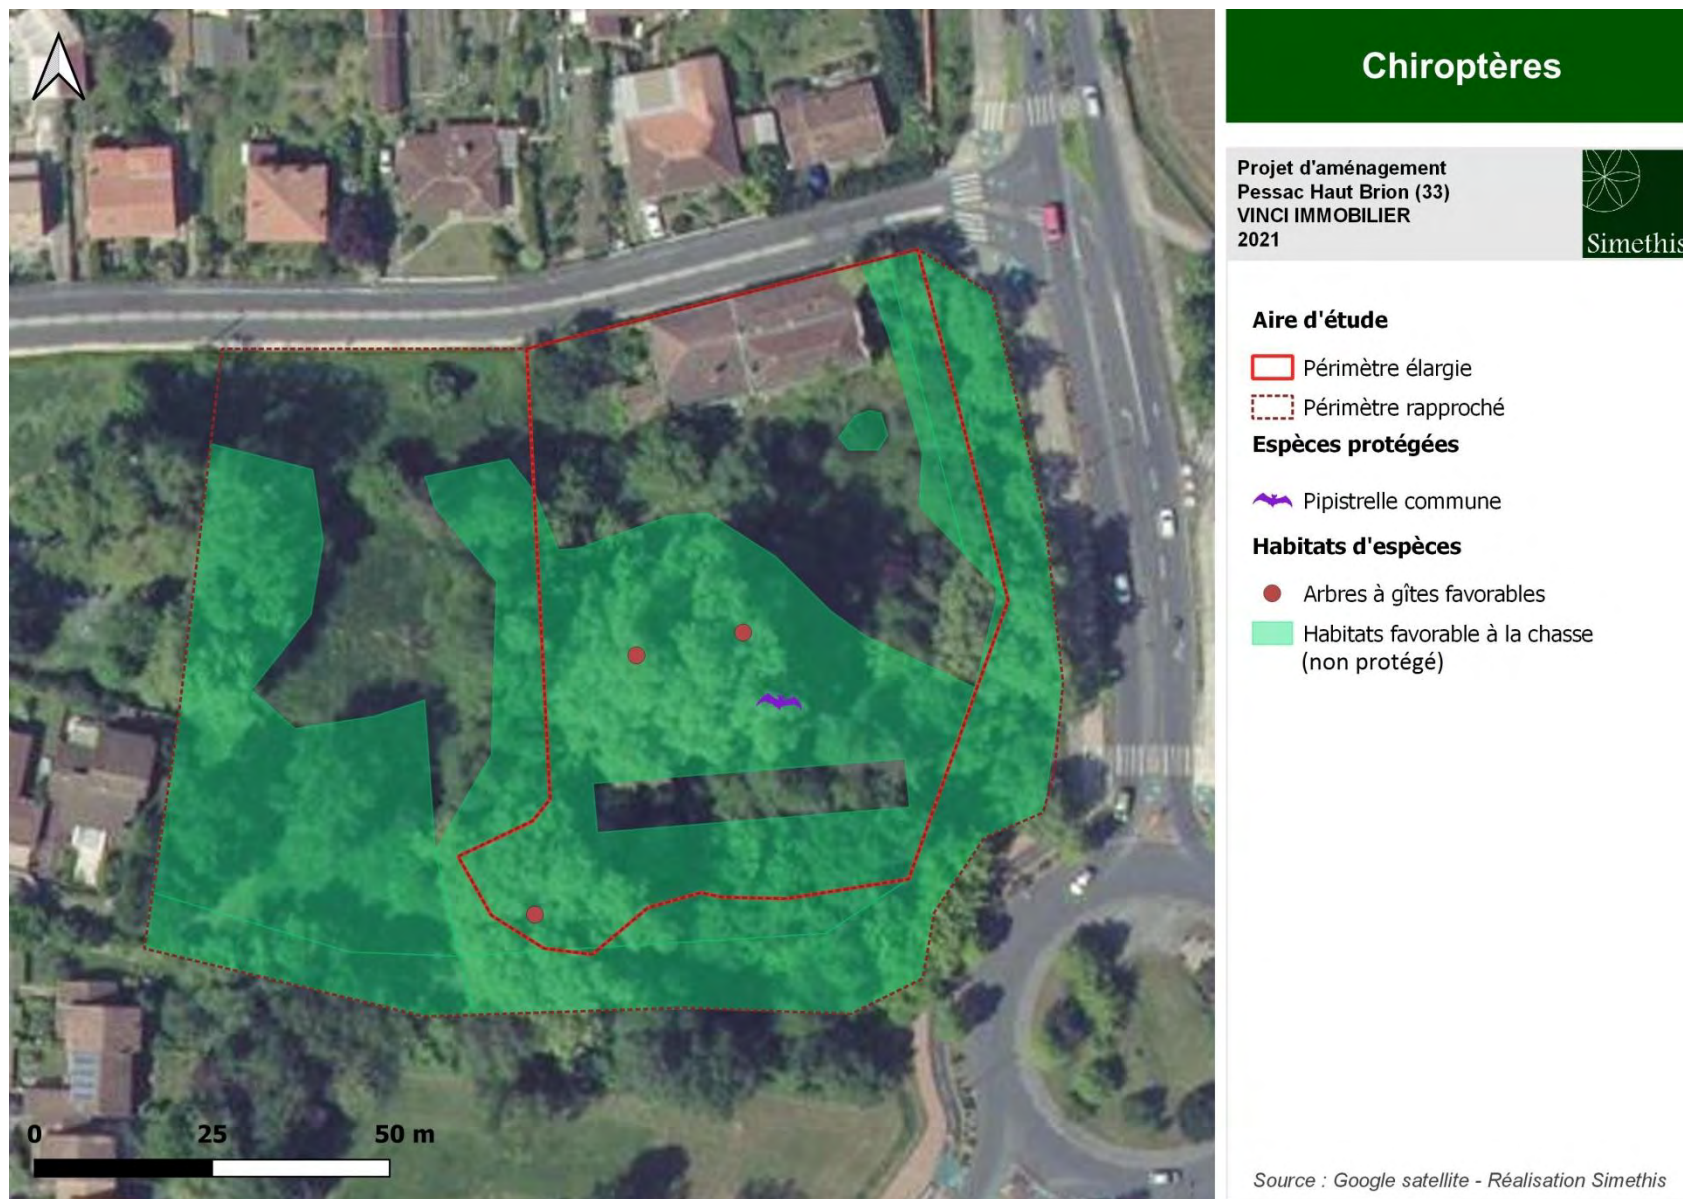 Chiroptères
Projet d'aménagement
Pessac Haut Brion (33)
VINCI IMMOBILIER
2021
Simethis
Aire d'étude
Périmètre élargie
Périmètre rapproché
Espèces protégées
Pipistrelle commune
Habitats d'espèces
Arbres à gîtes favorables
Habitats favorable à la chasse
(non protégé)
0 25 50 m
Source : Google satellite - Réalisation Simethis